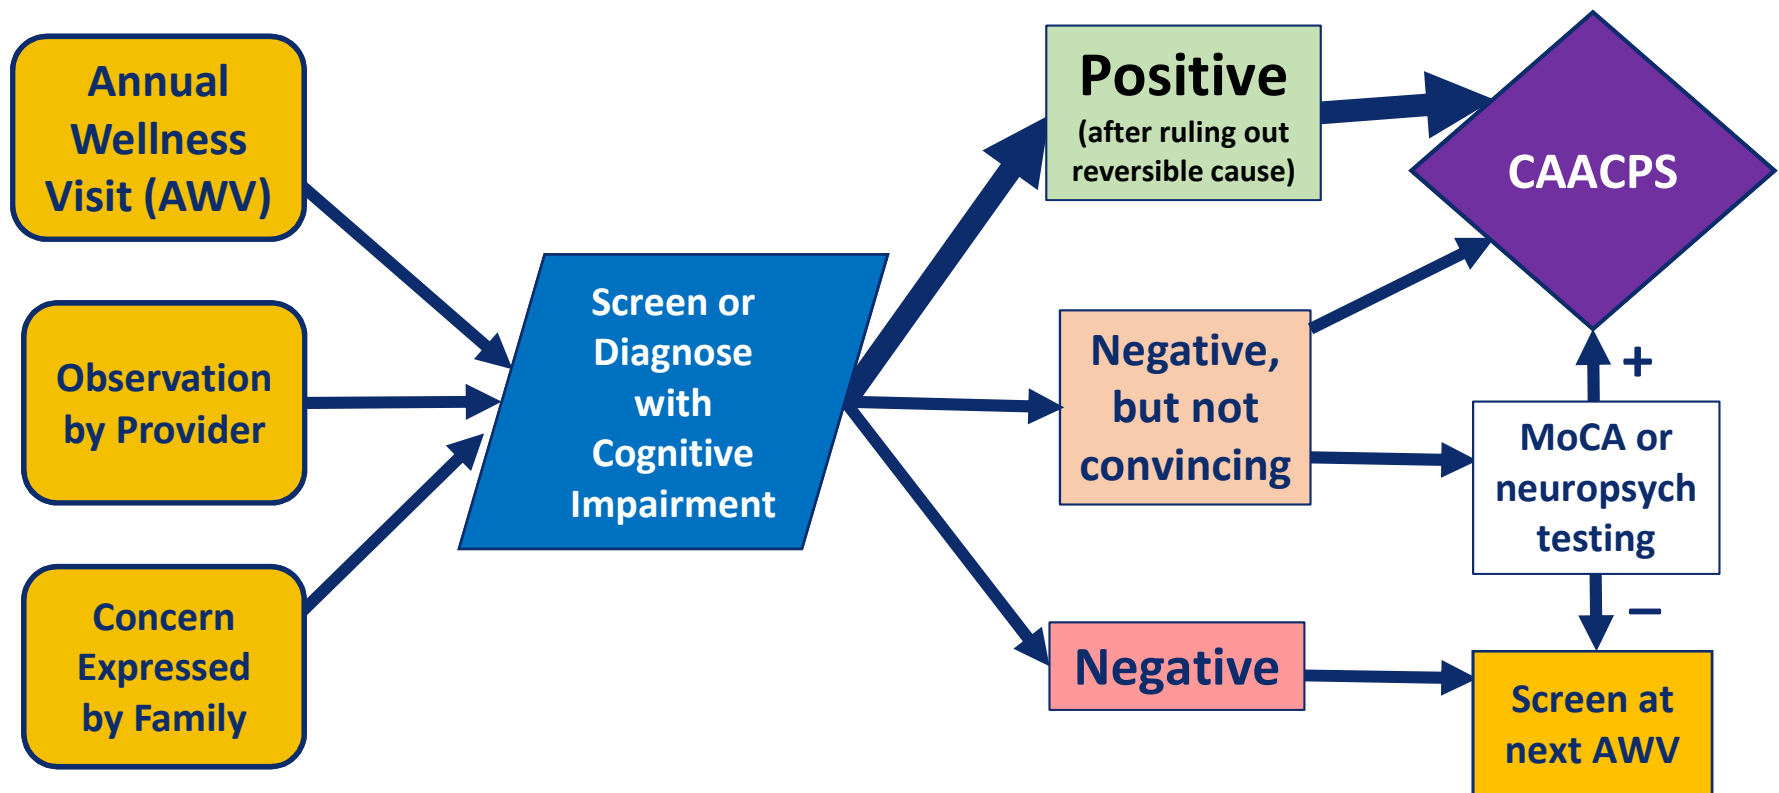 Annual
Wellness
Visit (AWV)
Observation
by Provider
Concern
Expressed
by Family
Screen or
Diagnose
with
Cognitive
Impairment
Positive
(after ruling out
reversible cause)
Negative,
but not
convincing
Negative
CAACPS
+
MoCA or
neuropsych
testing
–
Screen at
next AWV